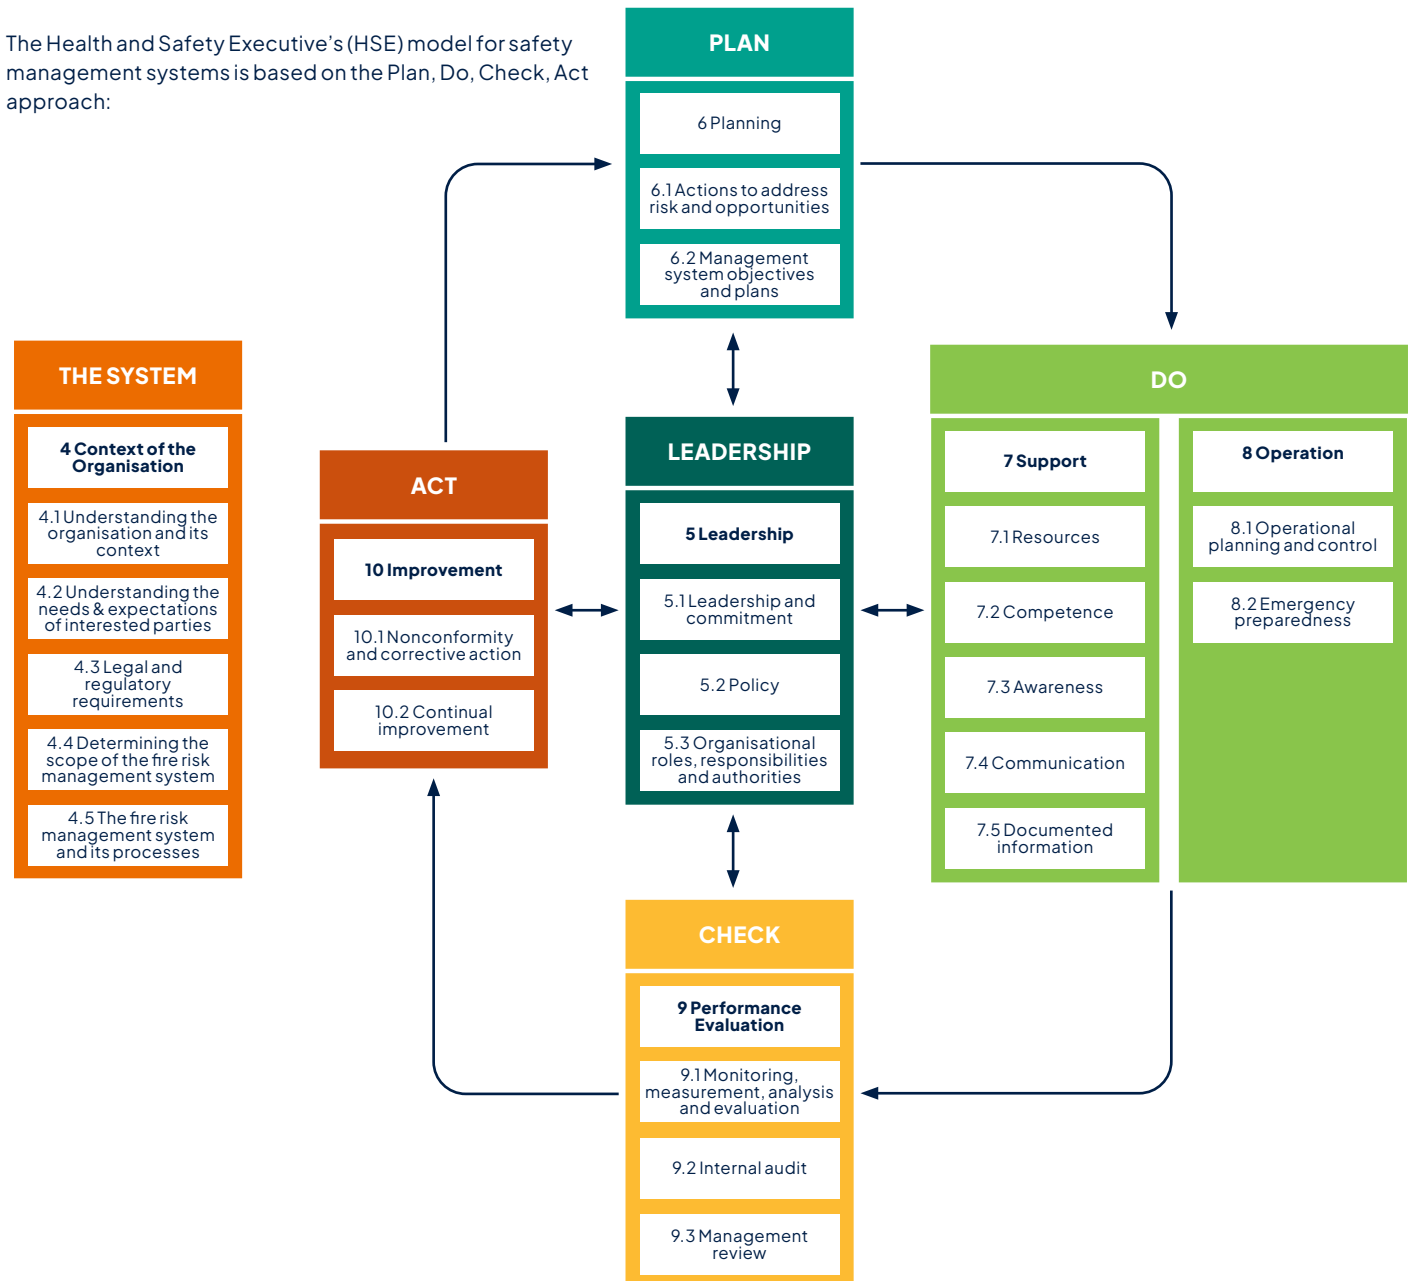 The Health and Safety Executive's (HSE) model for safety
management systems is based on the Plan, Do, Check, Act
approach:
PLAN
6 Planning
6.1 Actions to address
risk and opportunities
6.2 Management
system objectives
and plans
THE SYSTEM
4 Context of the
Organisation
4.1 Understanding the
organisation and its
context
4.2 Understanding the
needs & expectations
of interested parties
4.3 Legal and
regulatory
requirements
4.4 Determining the
scope of the fire risk
management system
4.5 The fire risk
management system
and its processes
ACT
10 Improvement
10.1 Nonconformity
and corrective action
10.2 Continual
improvement
LEADERSHIP
5 Leadership
5.1 Leadership and
commitment
5.2 Policy
5.3 Organisational
roles, responsibilities
and authorities
DO
7 Support
7.1 Resources
7.2 Competence
7.3 Awareness
7.4 Communication
7.5 Documented
information
8 Operation
8.1 Operational
planning and control
8.2 Emergency
preparedness
CHECK
9 Performance
Evaluation
9.1 Monitoring,
measurement, analysis
and evaluation
9.2 Internal audit
9.3 Management
review